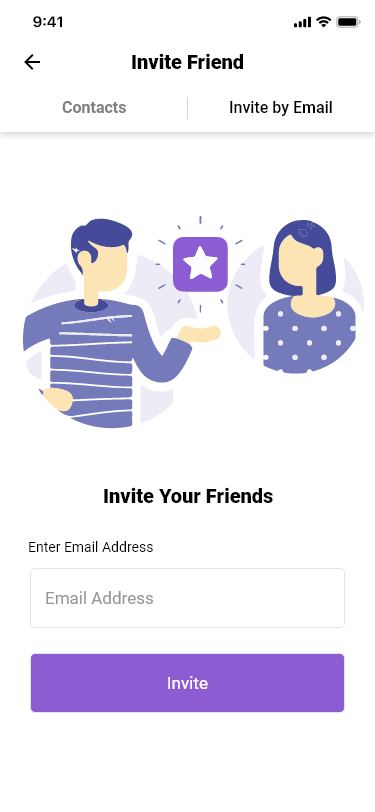 9:41
Invite Friend
Contacts
Invite by Email
Invite Your Friends
Enter Email Address
Email Address
Invite